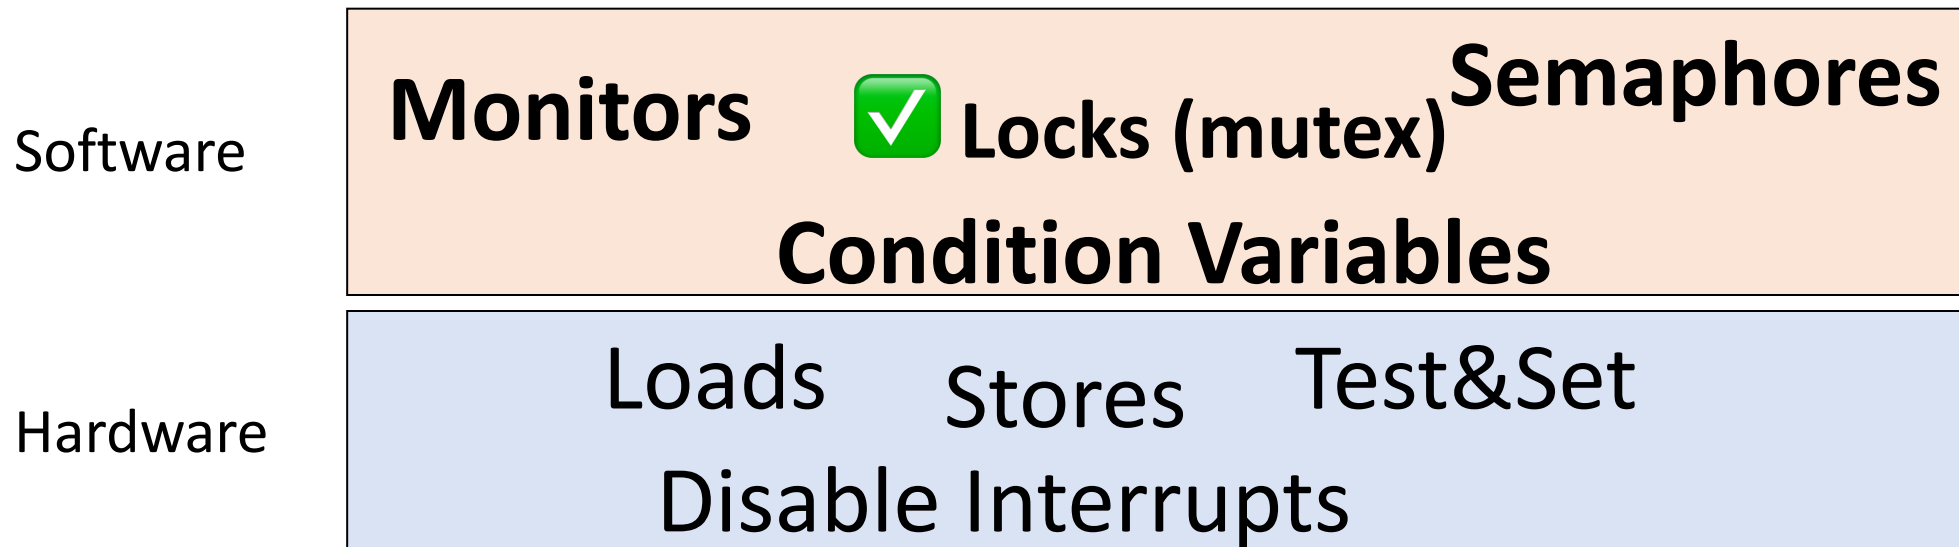 Software
Monitors
✅ Locks (mutex)
Semaphores
Condition Variables
Hardware
Loads
Stores
Test&Set
Disable Interrupts